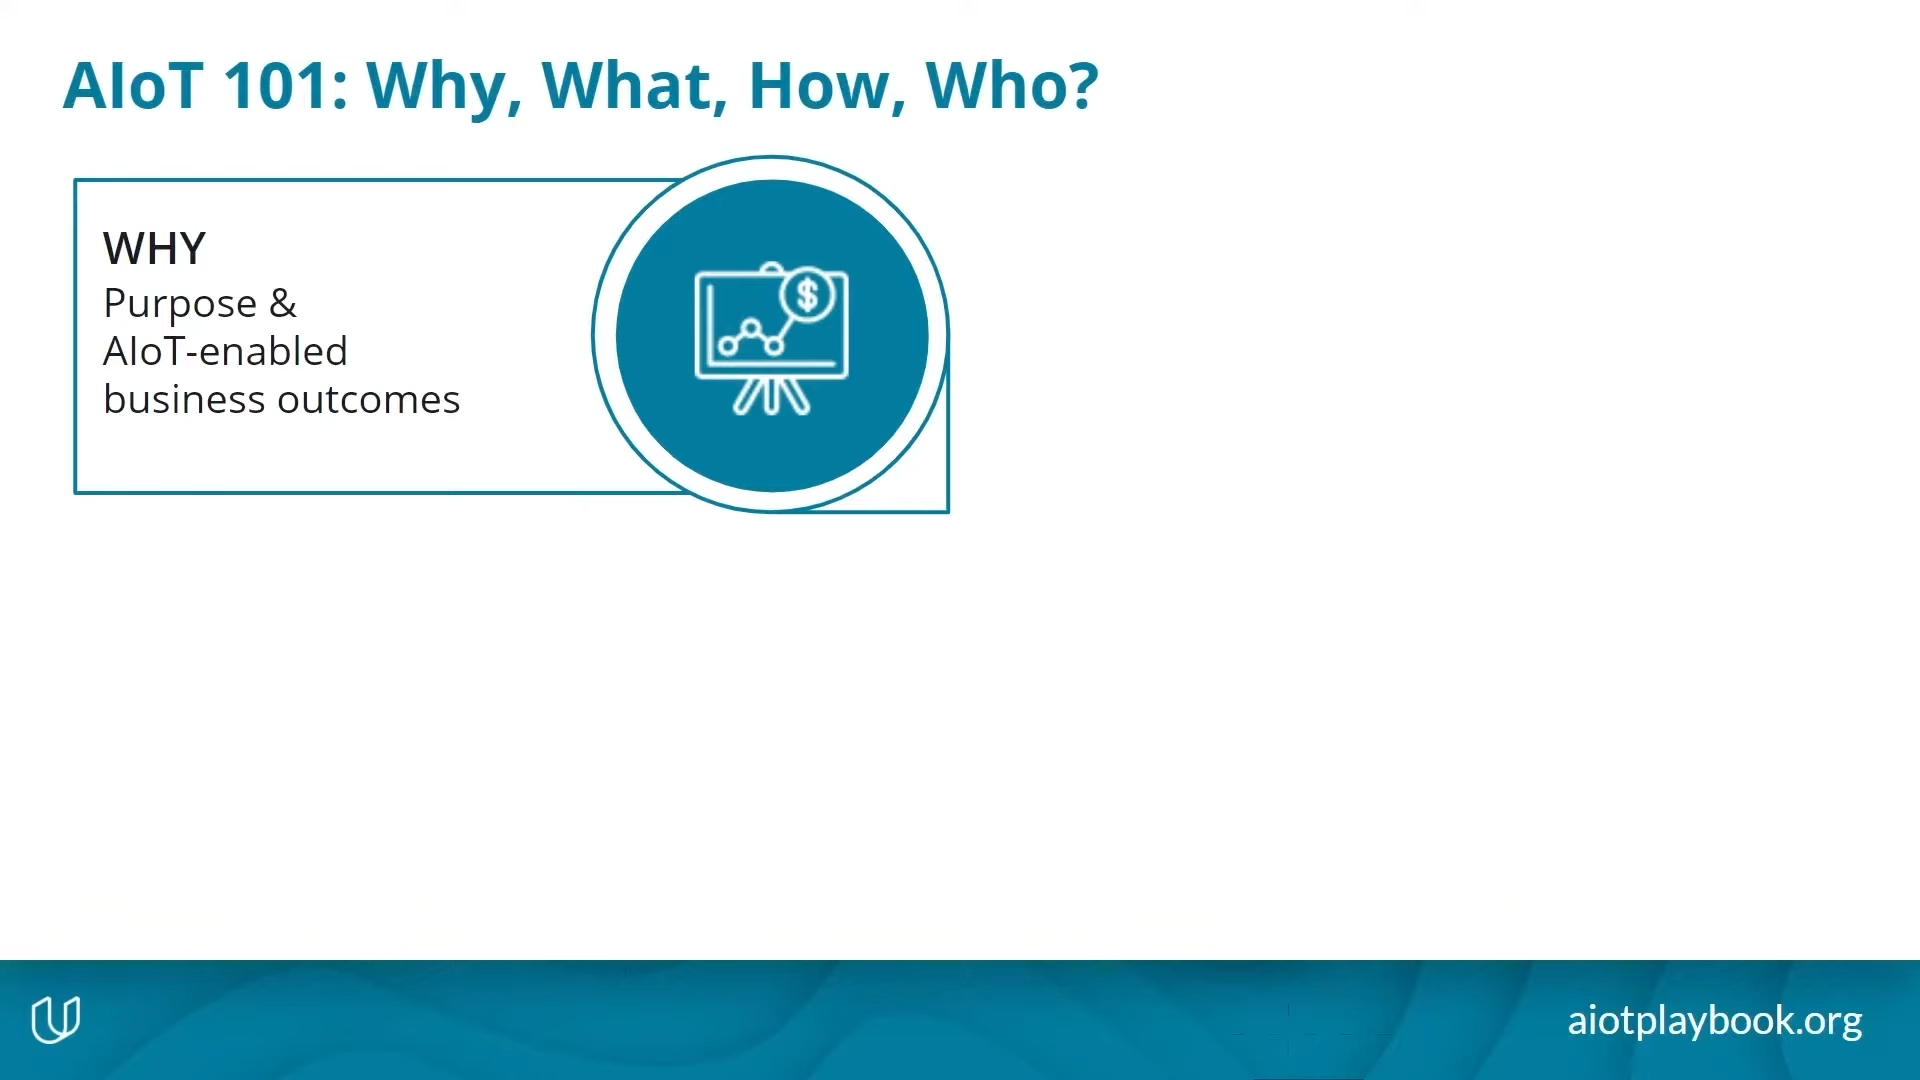 AIoT 101: Why, What, How, Who?
WHY
Purpose &
AIoT-enabled
business outcomes
$
aiotplaybook.org